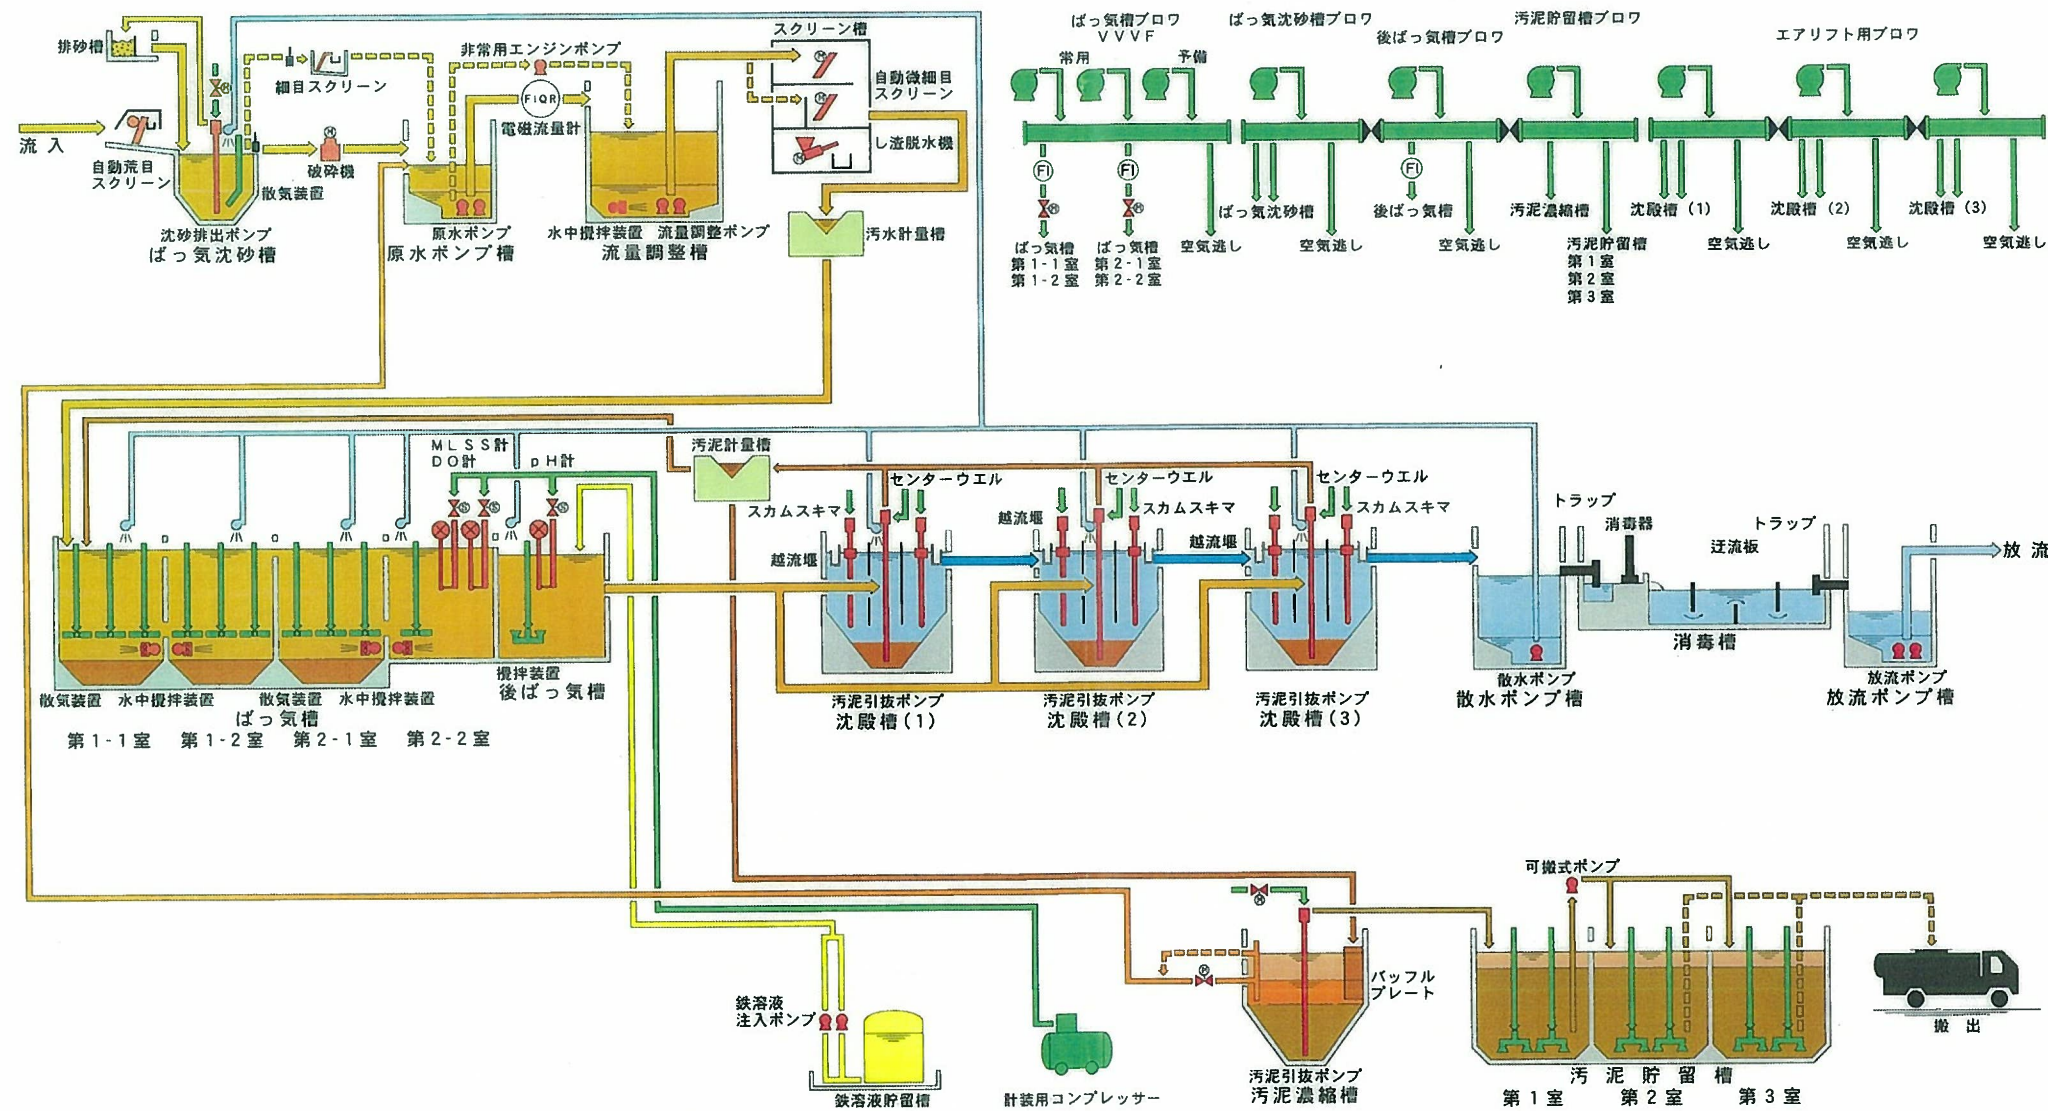 排砂槽
流入
自動荒目
スクリーン
細目スクリーン
破砕機
散気装置
沈砂排出ポンプ
ばっ気沈砂槽
非常用エンジンポンプ
FIQR
電磁流量計
原水ポンプ
原水ポンプ槽
水中攪拌装置
流量調整ポンプ
流量調整槽
スクリーン槽
自動微細目
スクリーン
し渣脱水機
汚水計量槽
ばっ気槽ブロワ
VVVF
常用
予備
ばっ気沈砂槽ブロワ
後ばっ気槽ブロワ
汚泥貯留槽ブロワ
エアリフト用ブロワ
FI
FI
FI
ばっ気槽
第1-1室
第1-2室
ばっ気槽
第2-1室
第2-2室
空気逃し
ばっ気沈砂槽
空気逃し
後ばっ気槽
空気逃し
汚泥濃縮槽
汚泥貯留槽
第1室
第2室
第3室
沈殿槽(1)
空気逃し
沈殿槽(2)
空気逃し
沈殿槽(3)
空気逃し
MLSS計
DO計
pH計
汚泥計量槽
センターウエル
スカムスキマ
越流堰
センターウエル
スカムスキマ
越流堰
センターウエル
スカムスキマ
越流堰
トラップ
消毒器
トラップ
迂流板
放流
散気装置
水中攪拌装置
散気装置
水中攪拌装置
ばっ気槽
第1-1室
第1-2室
第2-1室
第2-2室
攪拌装置
後ばっ気槽
汚泥引抜ポンプ
沈殿槽(1)
汚泥引抜ポンプ
沈殿槽(2)
汚泥引抜ポンプ
沈殿槽(3)
散水ポンプ
散水ポンプ槽
消毒槽
放流ポンプ
放流ポンプ槽
鉄溶液
注入ポンプ
鉄溶液貯留槽
計装用コンプレッサー
バッフル
プレート
汚泥引抜ポンプ
汚泥濃縮槽
可搬式ポンプ
汚泥貯留槽
第1室
第2室
第3室
搬出